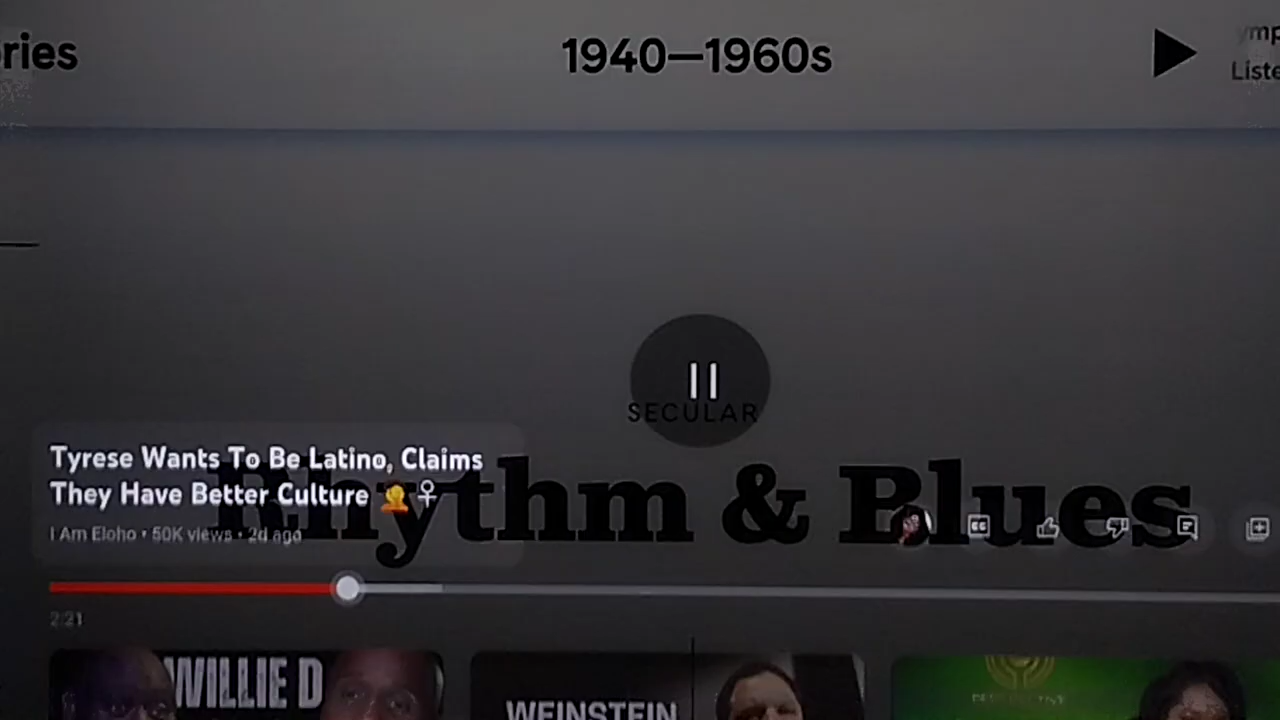 ries
1940—1960s
Liste
SECULAR
Rhythm & Blues
Tyrese Wants To Be Latino, Claims
They Have Better Culture 🤦‍♀
I Am Eloho • 50K views • 2d ago
CC
2:21
WILLIE D
WEINSTEIN